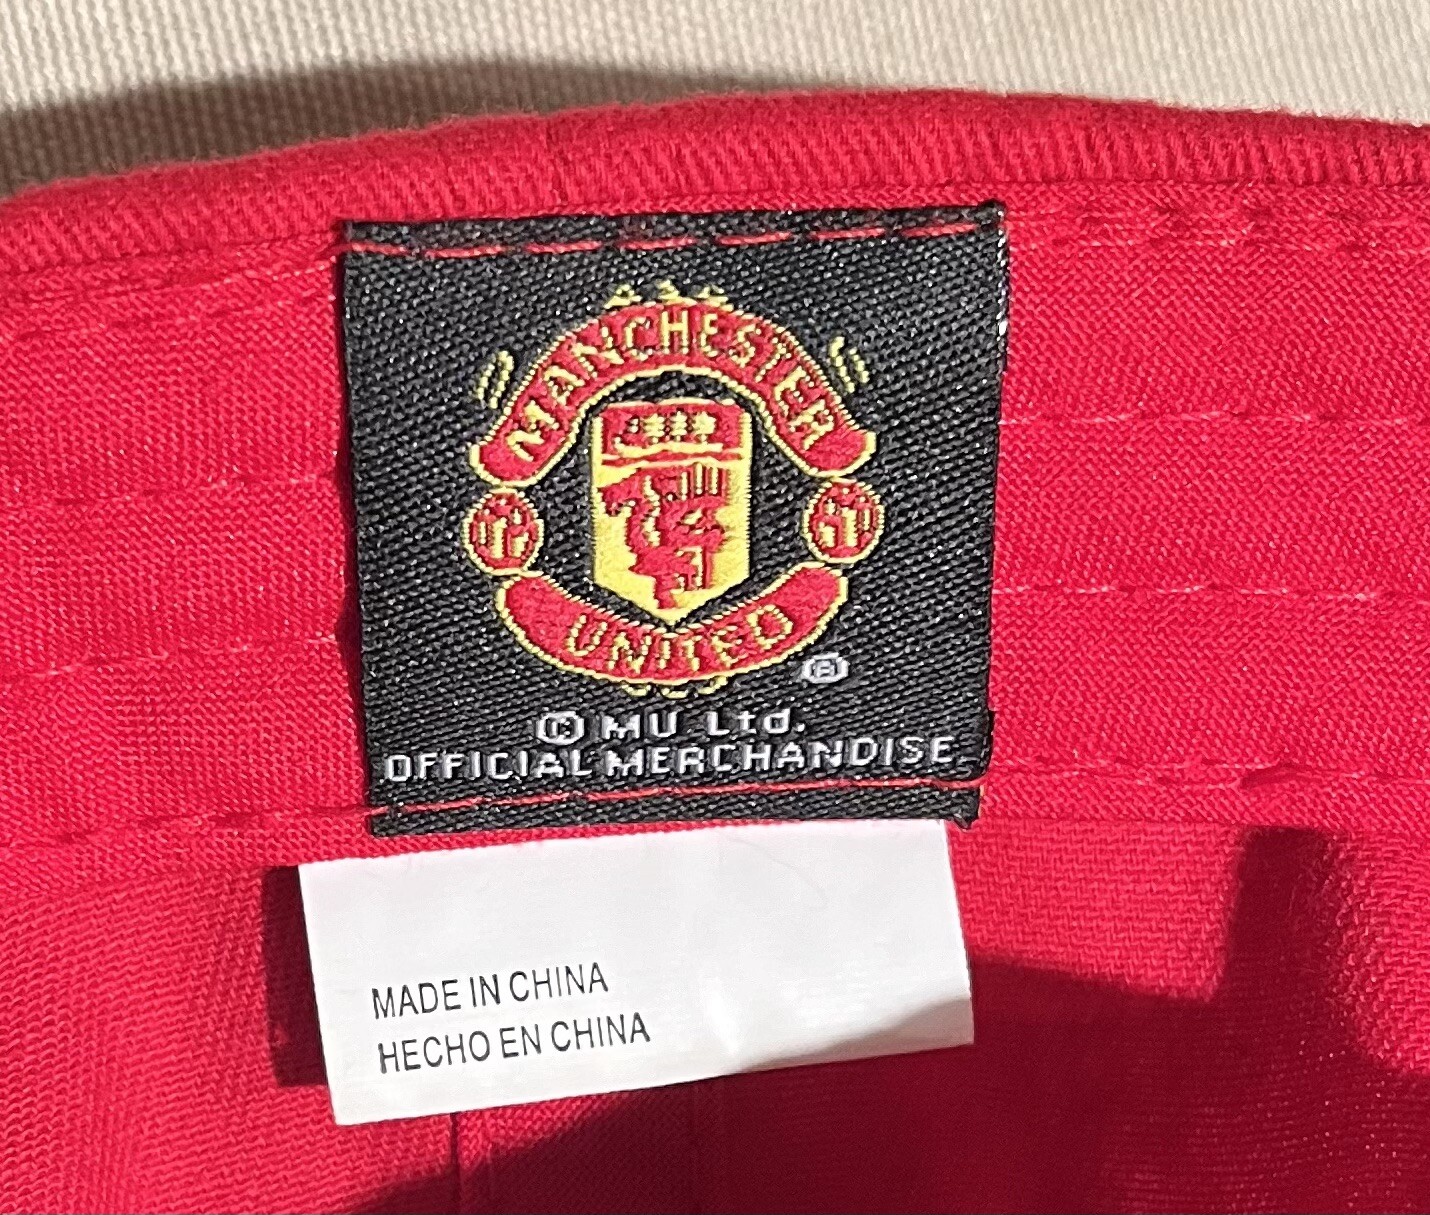 MANCHESTER
UNITED
®
© MU Ltd.
OFFICIAL MERCHANDISE
MADE IN CHINA
HECHO EN CHINA